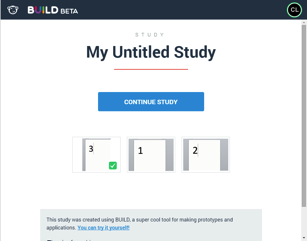 BUILD BETA
CL
STUDY
My Untitled Study
CONTINUE STUDY
3
1
2
This study was created using BUILD, a super cool tool for making prototypes and
applications. You can try it yourself!